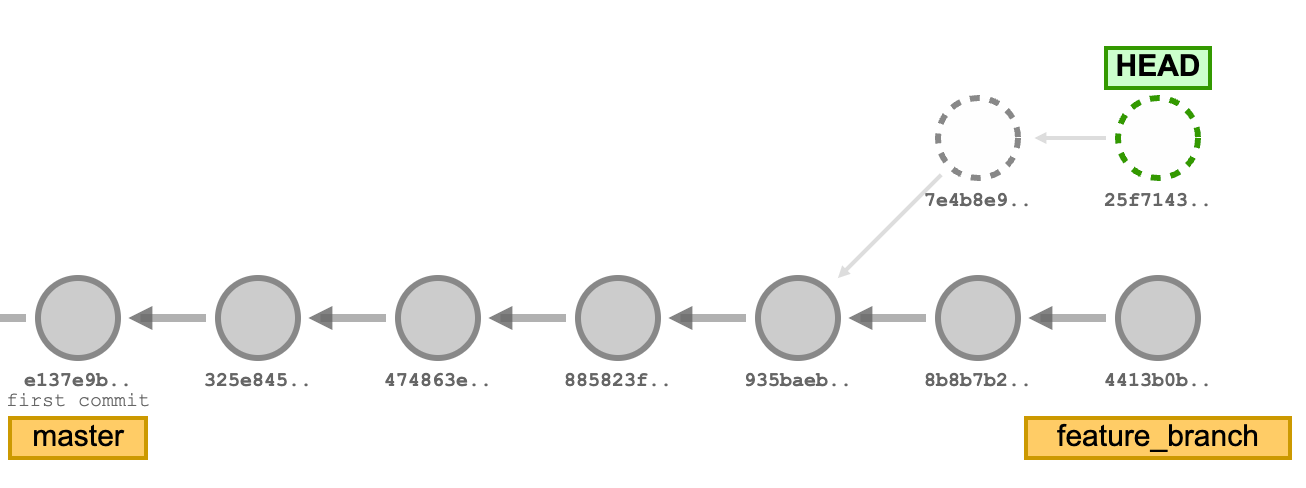 HEAD
7e4b8e9..
25f7143..
e137e9b..
325e845..
474863e..
885823f..
935baeb..
8b8b7b2..
4413b0b..
first commit
master
feature_branch